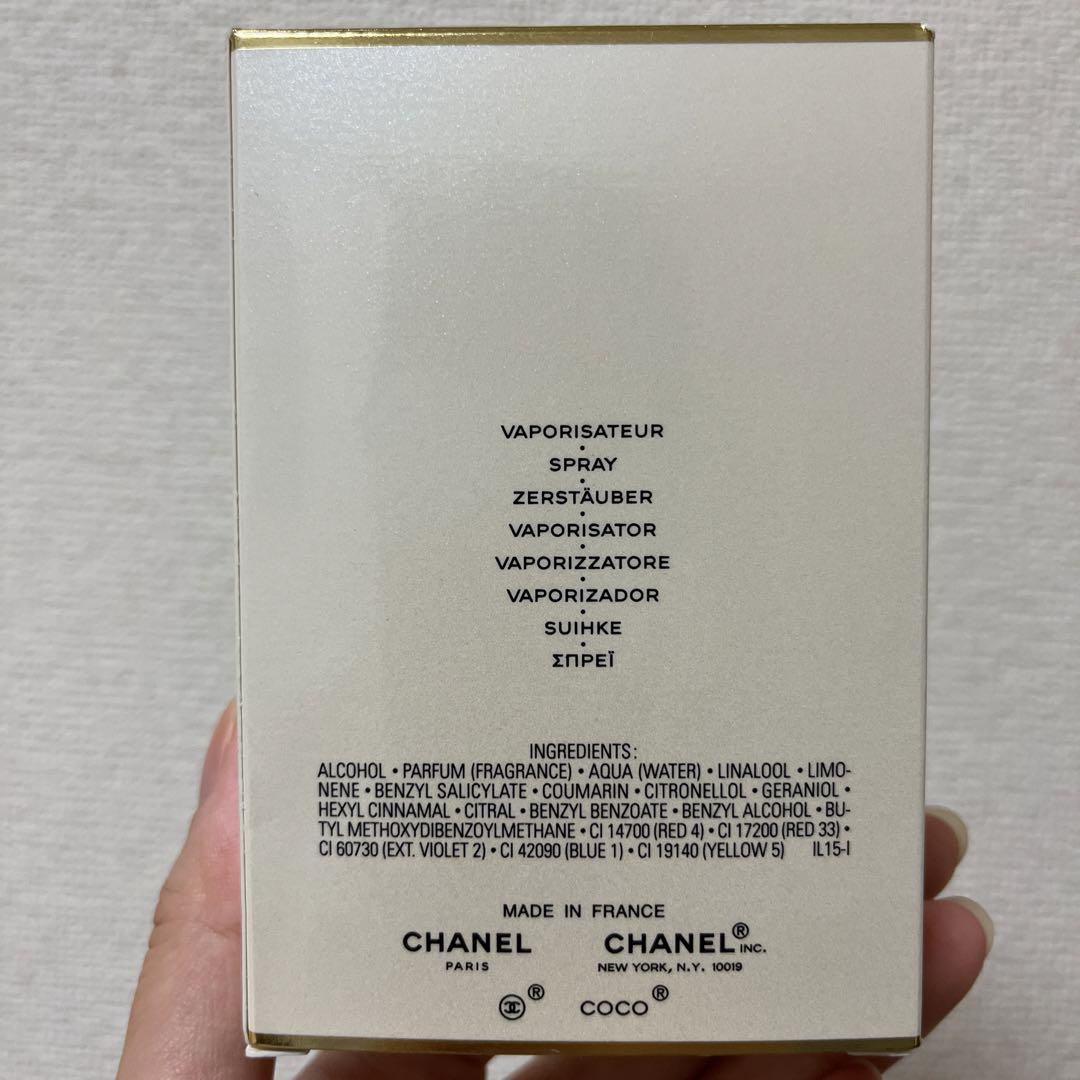 VAPORISATEUR
•
SPRAY
•
ZERSTÄUBER
•
VAPORISATOR
•
VAPORIZZATORE
•
VAPORIZADOR
•
SUIHKE
•
ΣΠΡΕΪ
INGREDIENTS:
ALCOHOL • PARFUM (FRAGRANCE) • AQUA (WATER) • LINALOOL • LIMO-
NENE • BENZYL SALICYLATE • COUMARIN • CITRONELLOL • GERANIOL •
HEXYL CINNAMAL • CITRAL • BENZYL BENZOATE • BENZYL ALCOHOL • BU-
TYL METHOXYDIBENZOYLMETHANE • CI 14700 (RED 4) • CI 17200 (RED 33) •
CI 60730 (EXT. VIOLET 2) • CI 42090 (BLUE 1) • CI 19140 (YELLOW 5) IL15-I
MADE IN FRANCE
CHANEL CHANEL® INC.
PARIS NEW YORK, N.Y. 10019
® COCO®